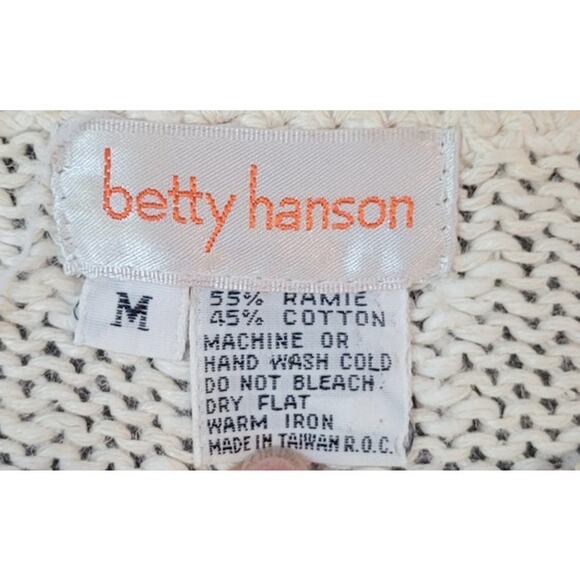 betty hanson
M
55% RAMIE
45% COTTON
MACHINE OR
HAND WASH COLD
DO NOT BLEACH
DRY FLAT
WARM IRON
MADE IN TAIWAN R.O.C.